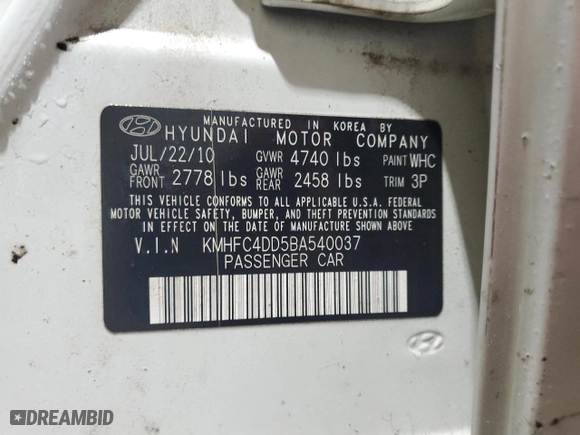 MANUFACTURED IN KOREA BY
HYUNDAI MOTOR COMPANY
JUL/22/10 GVWR 4740 lbs PAINT WHC
GAWR FRONT 2778 lbs GAWR REAR 2458 lbs TRIM 3P
THIS VEHICLE CONFORMS TO ALL APPLICABLE U.S.A. FEDERAL
MOTOR VEHICLE SAFETY, BUMPER, AND THEFT PREVENTION STANDARDS
IN EFFECT ON THE DATE OF MANUFACTURE SHOWN ABOVE.
V.I.N KMHFC4DD5BA540037
PASSENGER CAR
DREAMBID